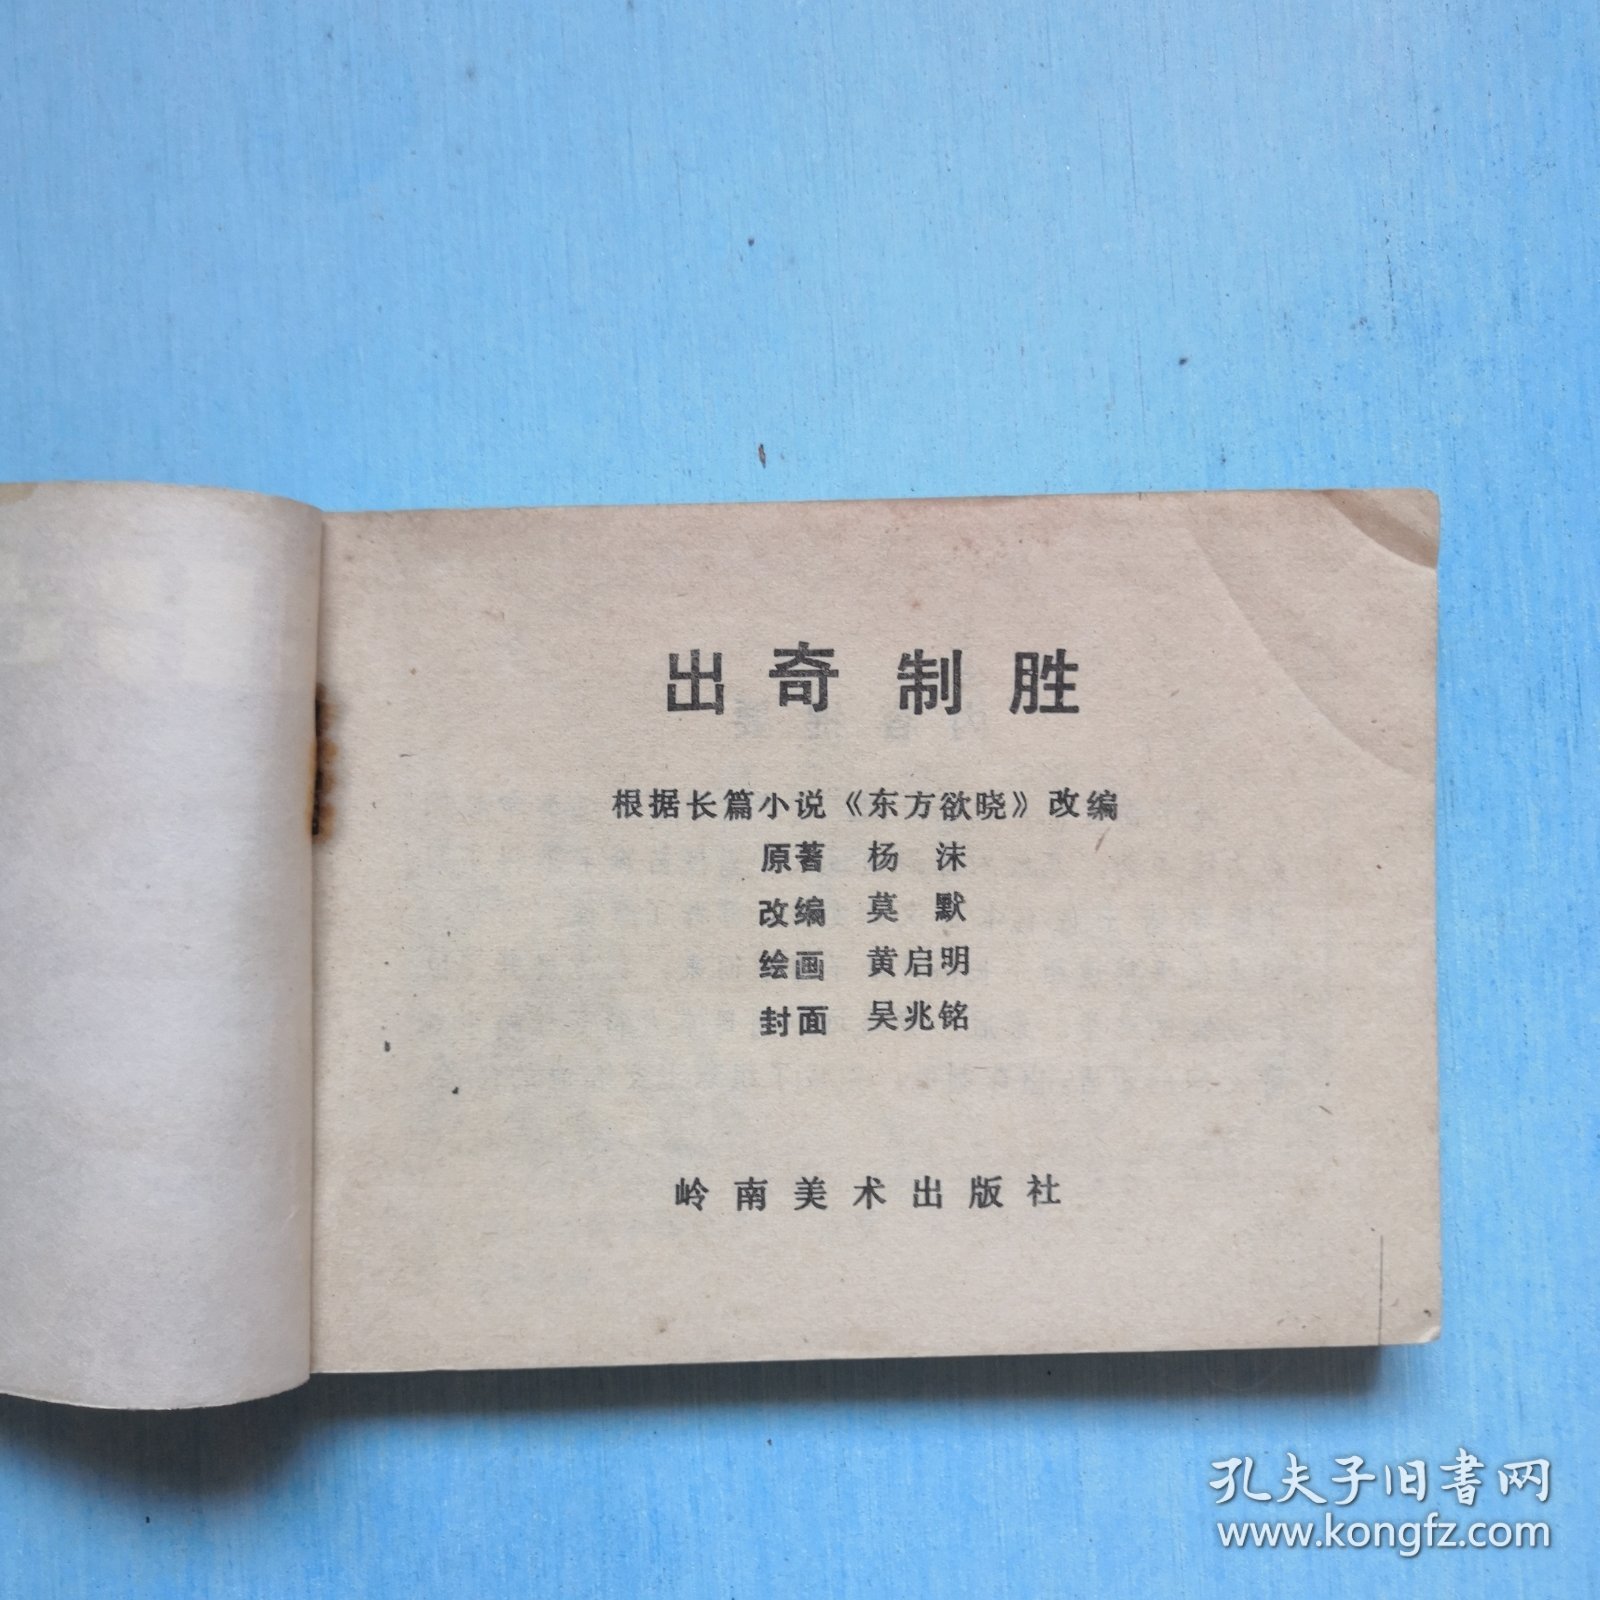 出奇制胜
根据长篇小说《东方欲晓》改编
原著 杨 沫
改编 莫 默
绘画 黄启明
封面 吴兆铭
岭南美术出版社
孔夫子旧书网
www.kongfz.com